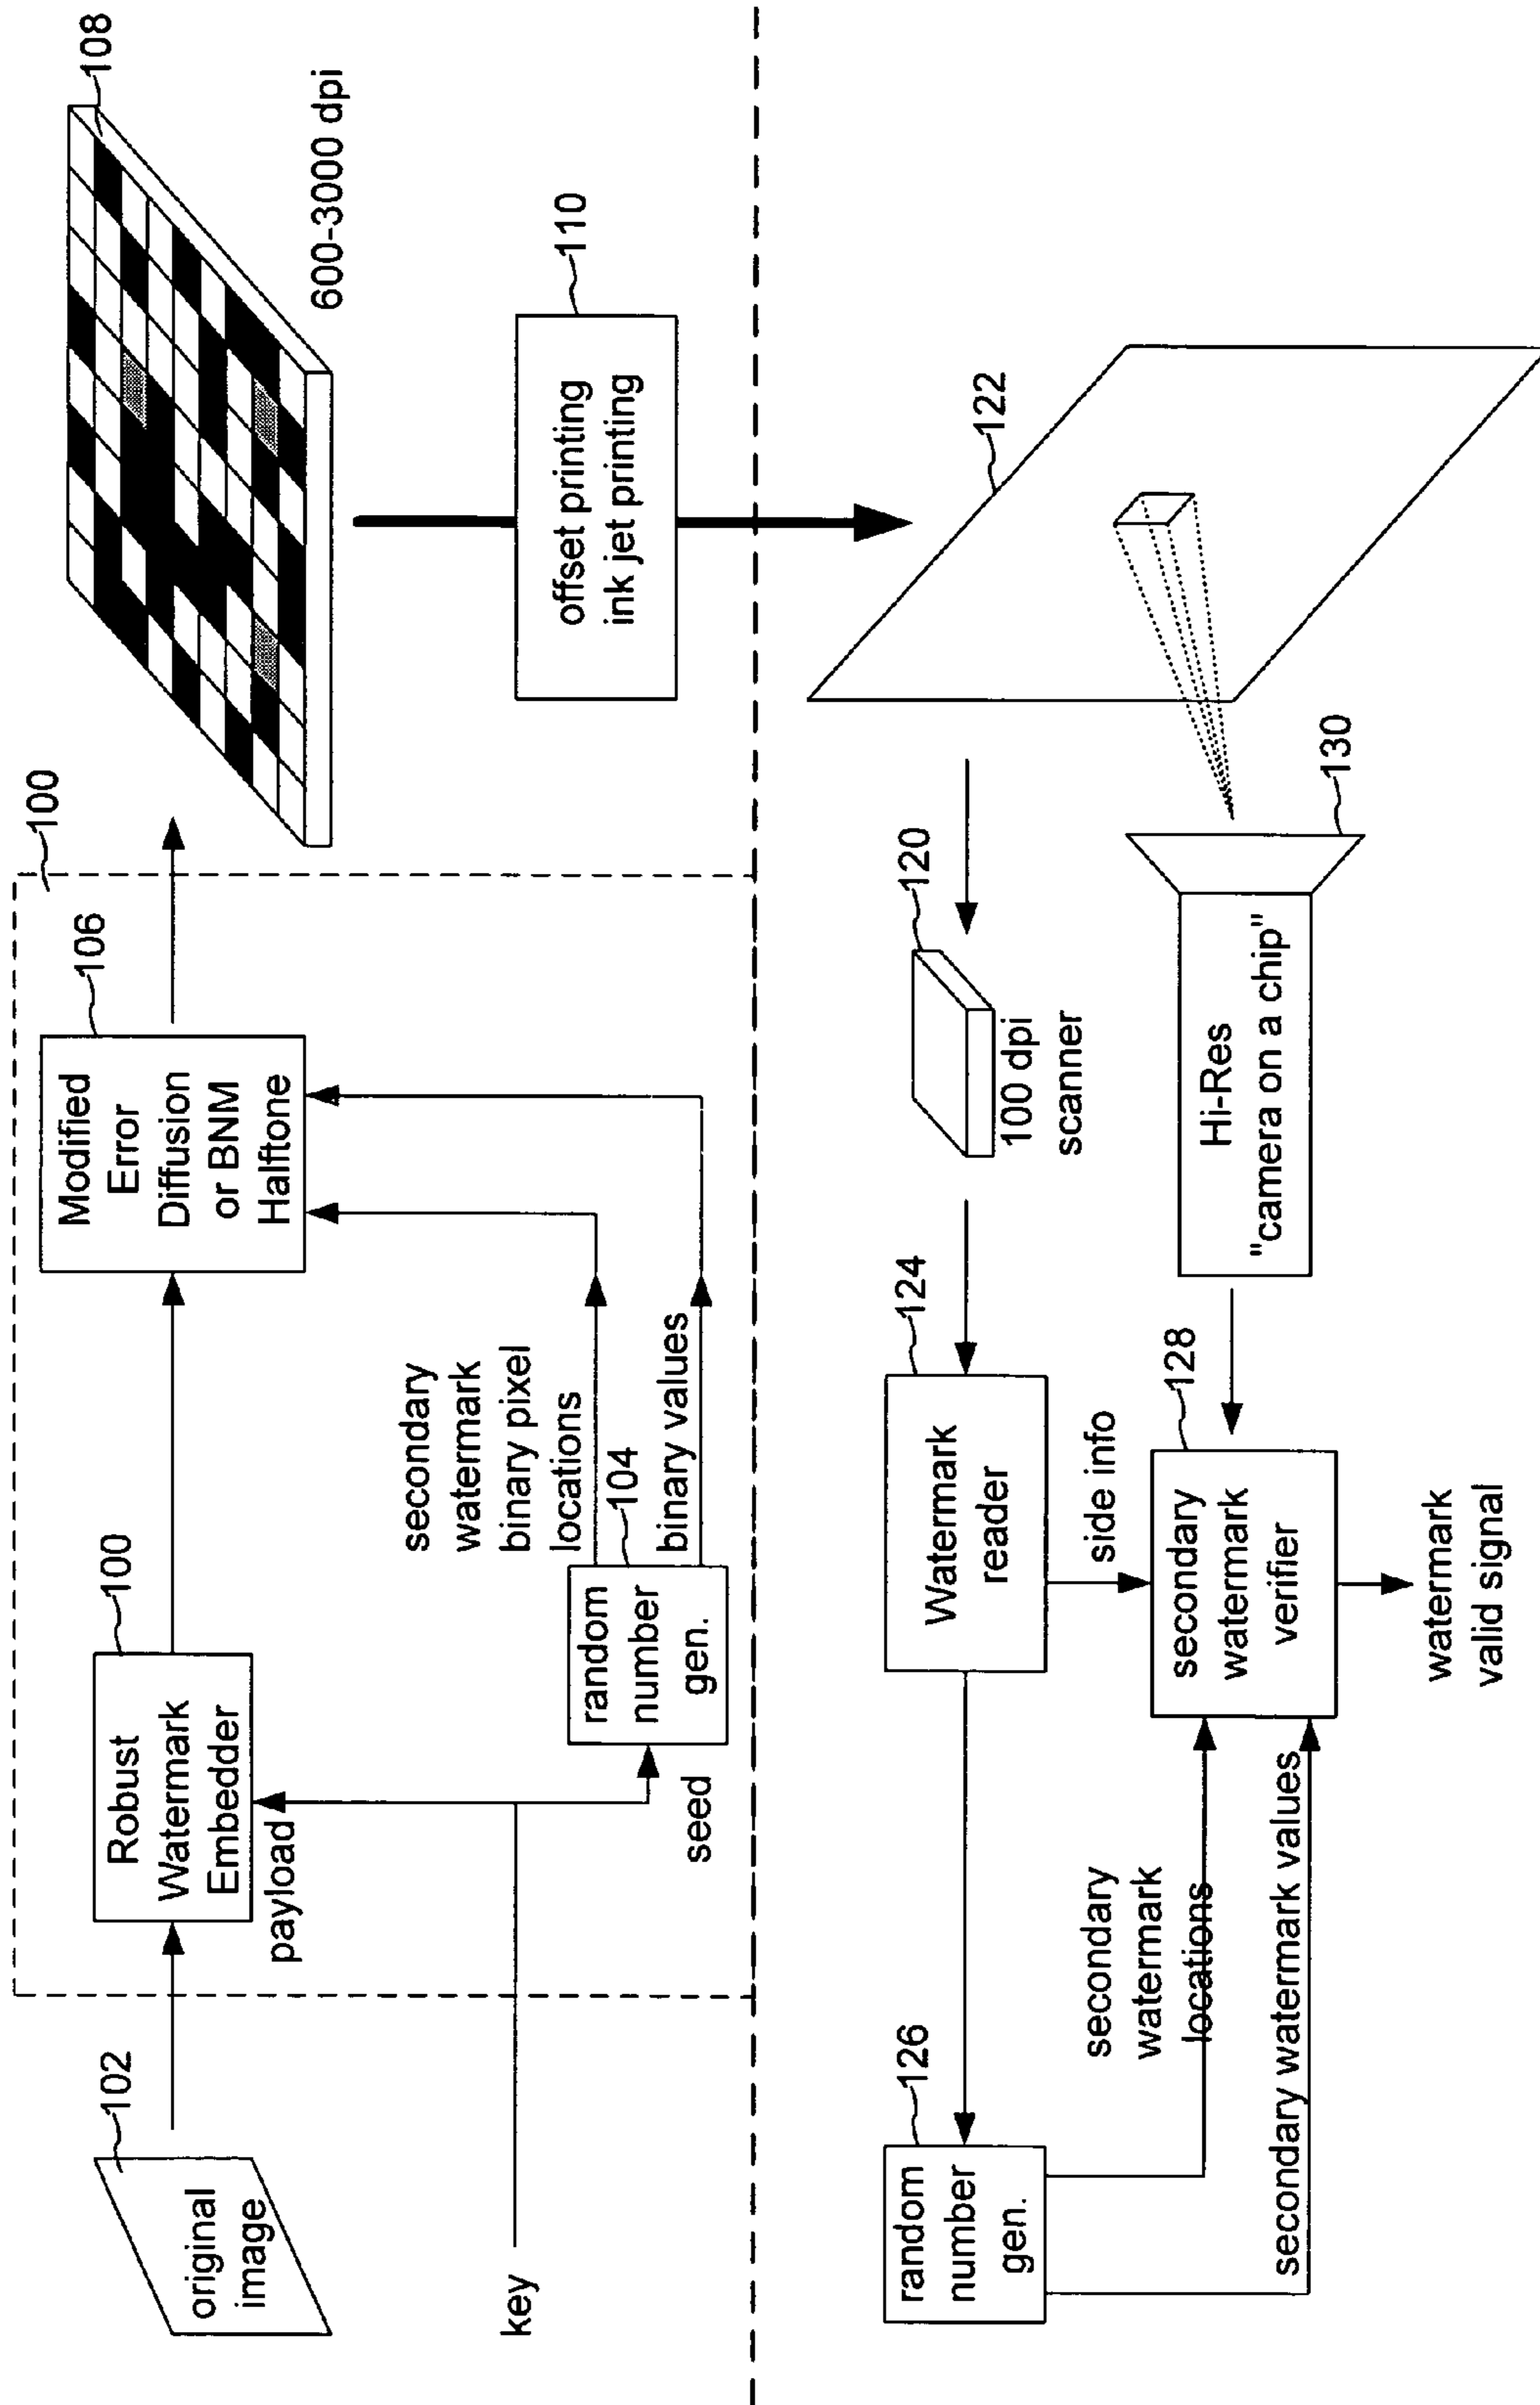 original
image
102
key
Robust
Watermark
Embedder
100
payload
seed
random
number
gen.
104
secondary
watermark
binary pixel
locations
binary values
Modified
Error
Diffusion
or BNM
Halftone
106
100
108
600-3000 dpi
offset printing
ink jet printing
110
122
120
100 dpi
scanner
Hi-Res
"camera on a chip"
130
Watermark
reader
124
side info
secondary
watermark
verifier
128
watermark
valid signal
random
number
gen.
126
secondary
watermark
locations
secondary watermark values